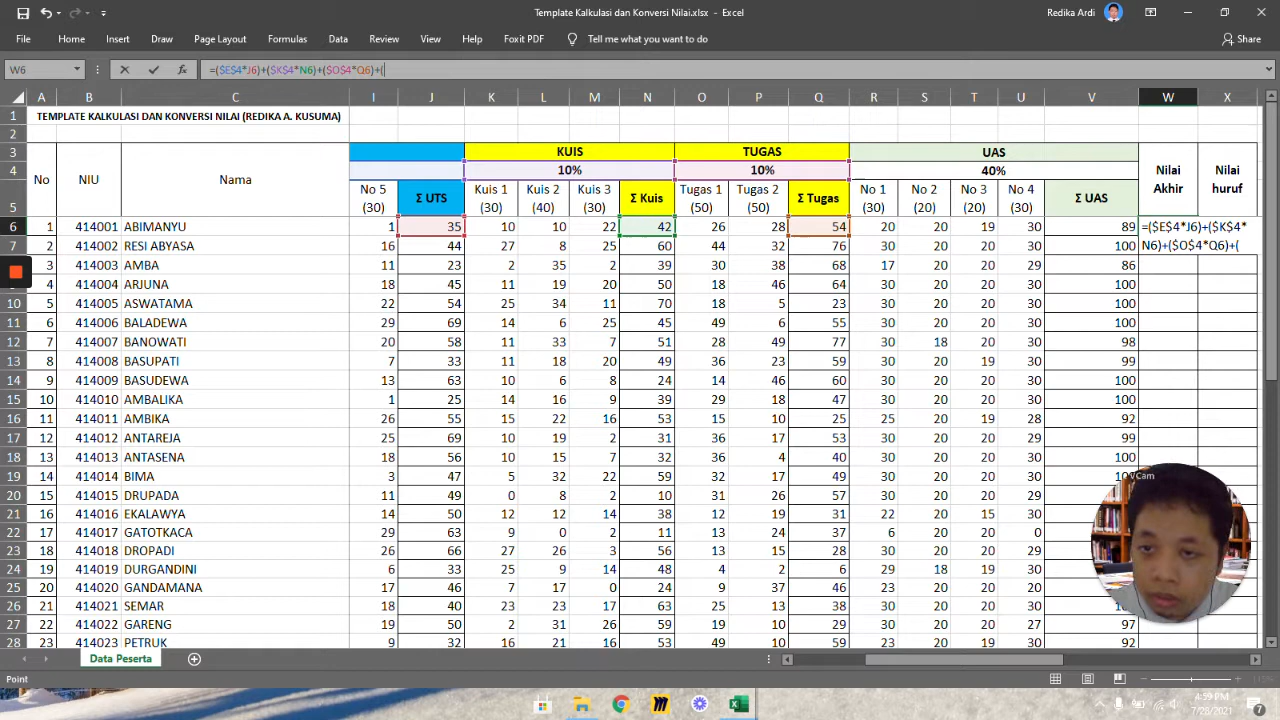 Template Kalkulasi dan Konversi Nilai.xlsx - Excel
Redika Ardi
File Home Insert Draw Page Layout Formulas Data Review View Help Foxit PDF Tell me what you want to do Share
W6 =($E$4*J6)+($K$4*N6)+($O$4*Q6)+(
A B C I J K L M N O P Q R S T U V W X
1 TEMPLATE KALKULASI DAN KONVERSI NILAI (REDIKA A. KUSUMA)
2
3 KUIS TUGAS UAS
4 10% 10% 40%
No NIU Nama Nilai Akhir Nilai huruf
5 No 5 (30) Σ UTS Kuis 1 (30) Kuis 2 (40) Kuis 3 (30) Σ Kuis Tugas 1 (50) Tugas 2 (50) Σ Tugas No 1 (30) No 2 (20) No 3 (20) No 4 (30) Σ UAS
6 1 414001 ABIMANYU 1 35 10 10 22 42 26 28 54 20 20 19 30 89 =($E$4*J6)+($K$4*
N6)+($O$4*Q6)+(
7 2 414002 RESI ABYASA 16 44 27 8 25 60 44 32 76 30 20 20 30 100
3 414003 AMBA 11 23 2 35 2 39 30 38 68 17 20 20 29 86
4 414004 ARJUNA 18 45 11 19 20 50 18 46 64 30 20 20 30 100
10 5 414005 ASWATAMA 22 54 25 34 11 70 18 5 23 30 20 20 30 100
11 6 414006 BALADEWA 29 69 14 6 25 45 49 6 55 30 20 20 30 100
12 7 414007 BANOWATI 20 58 11 33 7 51 28 49 77 30 18 20 30 98
13 8 414008 BASUPATI 7 33 11 18 20 49 36 23 59 30 20 19 30 99
14 9 414009 BASUDEWA 13 63 10 6 8 24 14 46 60 30 20 20 30 100
15 10 414010 AMBALIKA 1 25 14 16 9 39 29 18 47 30 20 20 30 100
16 11 414011 AMBIKA 26 55 15 22 16 53 15 10 25 25 20 19 28 92
17 12 414012 ANTAREJA 25 69 10 19 2 31 36 17 53 30 20 20 29 99
18 13 414013 ANTASENA 18 56 10 15 7 32 36 4 40 30 20 20 30 100
19 14 414014 BIMA 3 47 5 32 22 59 32 17 49 30 20 20 30
20 15 414015 DRUPADA 11 49 0 8 2 10 31 26 57 30 20 20 29
21 16 414016 EKALAWYA 14 50 12 12 14 38 12 19 31 22 20 15 30
22 17 414017 GATOTKACA 29 63 9 0 2 11 13 24 37 6 20 20 0
23 18 414018 DROPADI 26 66 27 26 3 56 13 15 28 30 20 20 29
24 19 414019 DURGANDINI 6 33 25 9 14 48 4 2 6 29 18 19 30
25 20 414020 GANDAMANA 17 46 7 17 0 24 9 37 46 23 20 20 20
26 21 414021 SEMAR 18 40 23 23 17 63 25 13 38 30 20 20 30
27 22 414022 GARENG 19 50 2 31 26 59 19 10 29 30 20 20 27 97
28 23 414023 PETRUK 9 32 16 21 16 53 49 10 59 23 20 19 30 92
VCam
Data Peserta
Point
4:59 PM
7/28/2021
7